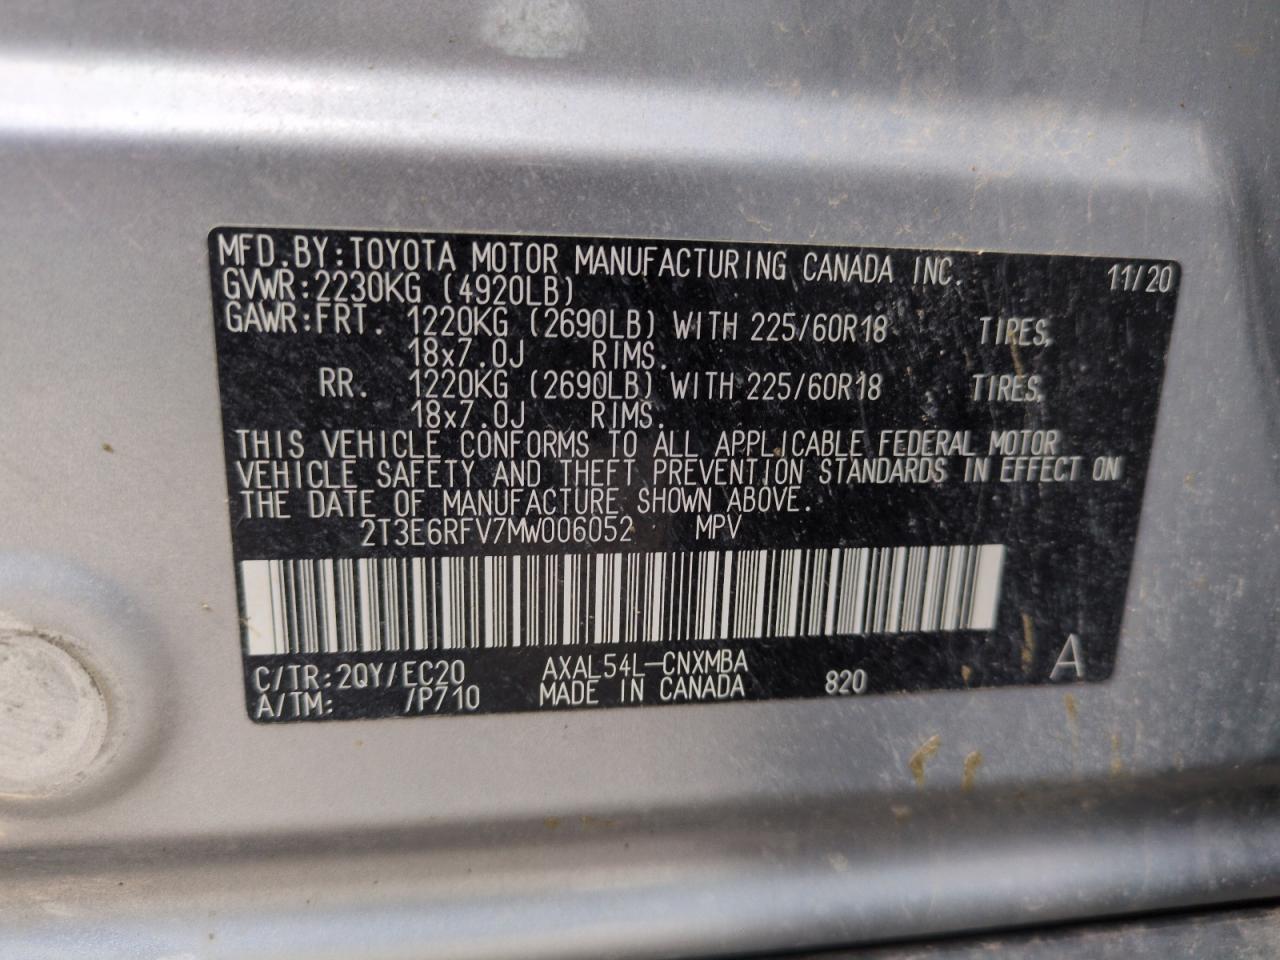 MFD.BY:TOYOTA MOTOR MANUFACTURING CANADA INC. 11/20
GVWR:2230KG (4920LB)
GAWR:FRT. 1220KG (2690LB) WITH 225/60R18 TIRES,
18x7.0J RIMS.
RR. 1220KG (2690LB) WITH 225/60R18 TIRES,
18x7.0J RIMS.
THIS VEHICLE CONFORMS TO ALL APPLICABLE FEDERAL MOTOR
VEHICLE SAFETY AND THEFT PREVENTION STANDARDS IN EFFECT ON
THE DATE OF MANUFACTURE SHOWN ABOVE.
2T3E6RFV7MW006052 MPV
C/TR:2QY/EC20 AXAL54L-CNXMBA A
A/TM: /P710 MADE IN CANADA 820